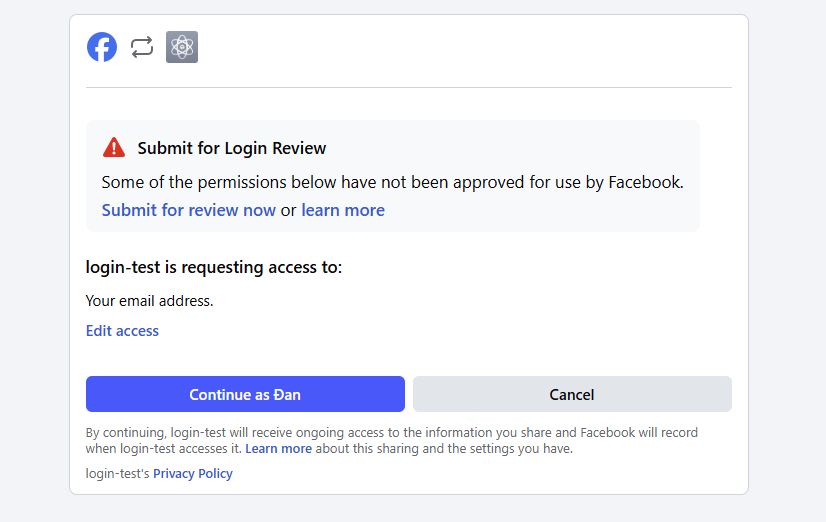 Submit for Login Review
Some of the permissions below have not been approved for use by Facebook.
Submit for review now or learn more
login-test is requesting access to:
Your email address.
Edit access
Continue as Đan
Cancel
By continuing, login-test will receive ongoing access to the information you share and Facebook will record
when login-test accesses it. Learn more about this sharing and the settings you have.
login-test's Privacy Policy